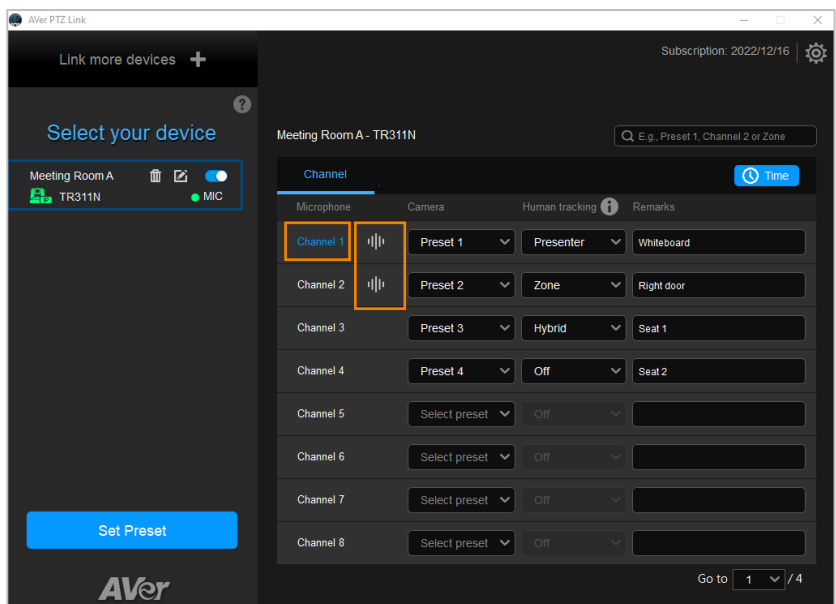 AVer PTZ Link
Link more devices
Subscription: 2022/12/16
Select your device
Meeting Room A
TR311N
MIC
Set Preset
AVer
Meeting Room A - TR311N
E.g., Preset 1, Channel 2 or Zone
Channel
Time
Microphone Camera Human tracking Remarks
Channel 1 Preset 1 Presenter Whiteboard
Channel 2 Preset 2 Zone Right door
Channel 3 Preset 3 Hybrid Seat 1
Channel 4 Preset 4 Off Seat 2
Channel 5 Select preset Off
Channel 6 Select preset Off
Channel 7 Select preset Off
Channel 8 Select preset Off
Go to 1 / 4